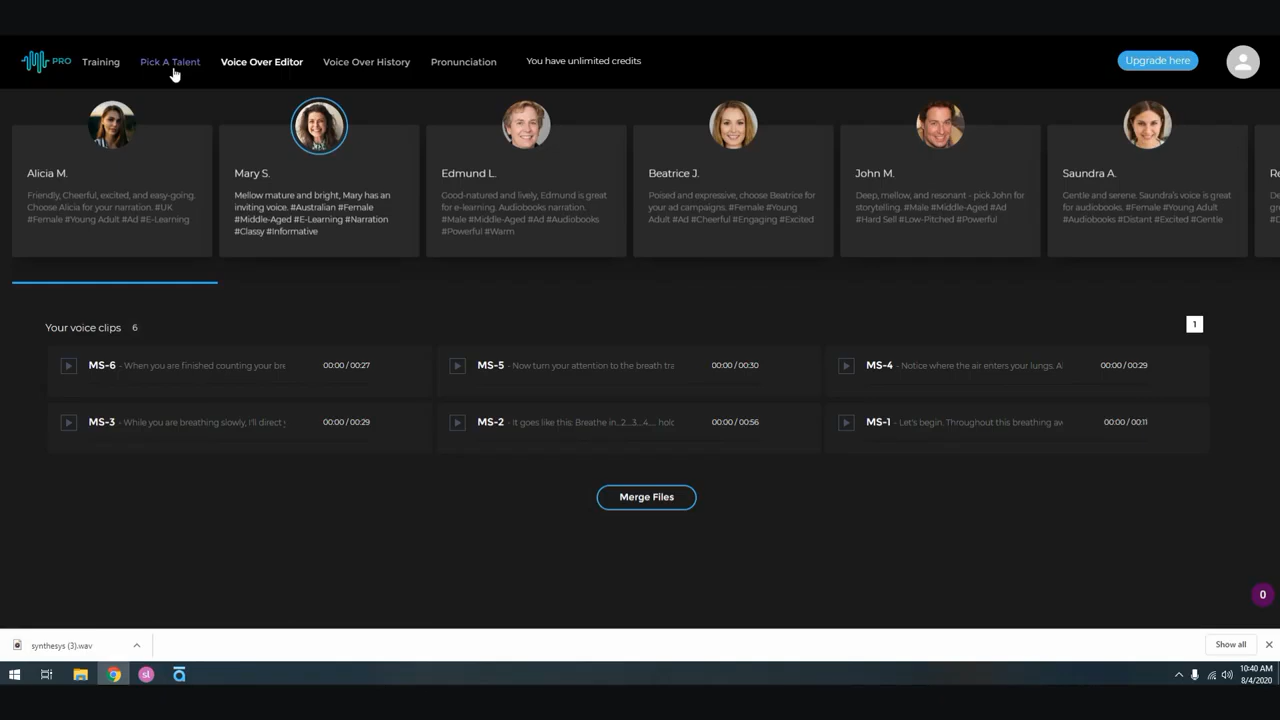 PRO
Training
Pick A Talent
Voice Over Editor
Voice Over History
Pronunciation
You have unlimited credits
Upgrade here
Alicia M.
Friendly, Cheerful, excited, and easy-going.
Choose Alicia for your narration. #UK
#Female #Young Adult #Ad #E-Learning
Mary S.
Mellow mature and bright, Mary has an
inviting voice. #Australian #Female
#Middle-Aged #E-Learning #Narration
#Classy #Informative
Edmund L.
Good-natured and lively, Edmund is great
for e-learning. Audiobooks narration.
#Male #Middle-Aged #Ad #Audiobooks
#Powerful #Warm
Beatrice J.
Poised and expressive, choose Beatrice for
your ad campaigns. #Female #Young
Adult #Ad #Cheerful #Engaging #Excited
John M.
Deep, mellow, and resonant - pick John for
storytelling. #Male #Middle-Aged #Ad
#Hard Sell #Low-Pitched #Powerful
Saundra A.
Gentle and serene. Saundra's voice is great
for audiobooks. #Female #Young Adult
#Audiobooks #Distant #Excited #Gentle
Your voice clips 6
1
MS-6 - When you are finished counting your bre
00:00 / 00:27
MS-5 - Now turn your attention to the breath tra
00:00 / 00:30
MS-4 - Notice where the air enters your lungs.
00:00 / 00:29
MS-3 - While you are breathing slowly, I'll direct
00:00 / 00:29
MS-2 - It goes like this: Breathe in...2...3...4.... hold
00:00 / 00:56
MS-1 - Let's begin. Throughout this breathing
00:00 / 00:11
Merge Files
0
synthesys (3).wav
Show all
sl
10:40 AM
8/4/2020